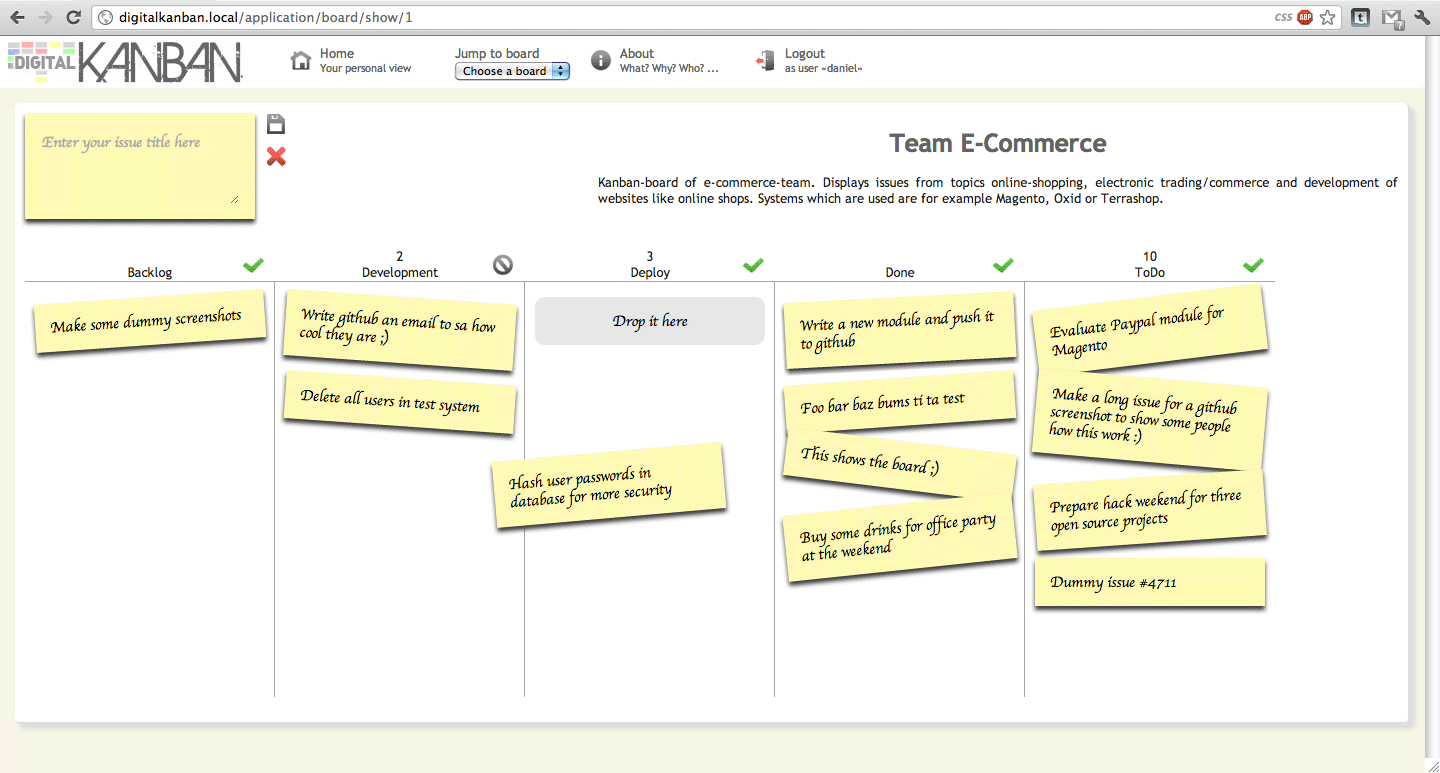 digitalkanban.local/application/board/show/1
css
ABP
t
7
DIGITAL KANBAN
Home
Your personal view
Jump to board
Choose a board
About
What? Why? Who? ...
Logout
as user «daniel»
Enter your issue title here
Team E-Commerce
Kanban-board of e-commerce-team. Displays issues from topics online-shopping, electronic trading/commerce and development of
websites like online shops. Systems which are used are for example Magento, Oxid or Terrashop.
Backlog
Make some dummy screenshots
2
Development
Write github an email to sa how
cool they are ;)
Delete all users in test system
3
Deploy
Drop it here
Hash user passwords in
database for more security
Done
Write a new module and push it
to github
Foo bar baz bums ti ta test
This shows the board ;)
Buy some drinks for office party
at the weekend
10
ToDo
Evaluate Paypal module for
Magento
Make a long issue for a github
screenshot to show some people
how this work :)
Prepare hack weekend for three
open source projects
Dummy issue #4711